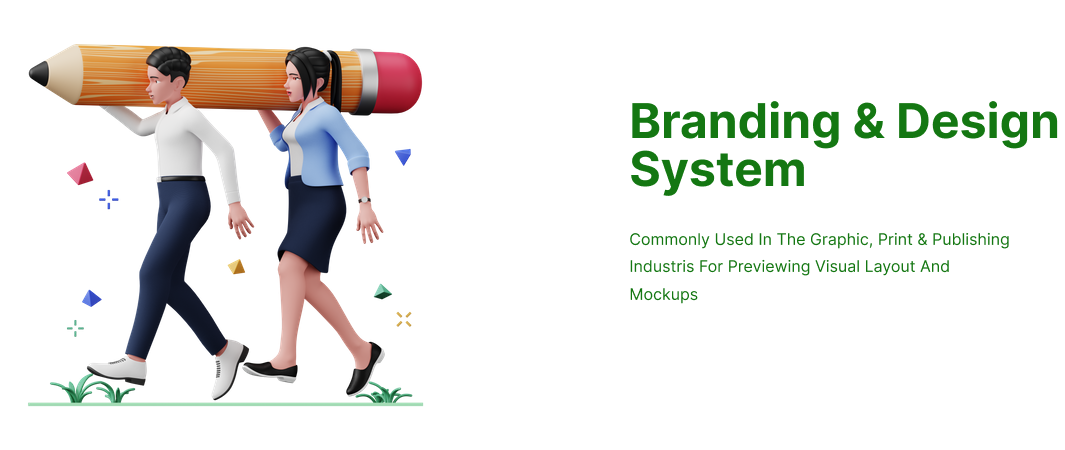 Branding & Design
System
Commonly Used In The Graphic, Print & Publishing
Industris For Previewing Visual Layout And
Mockups